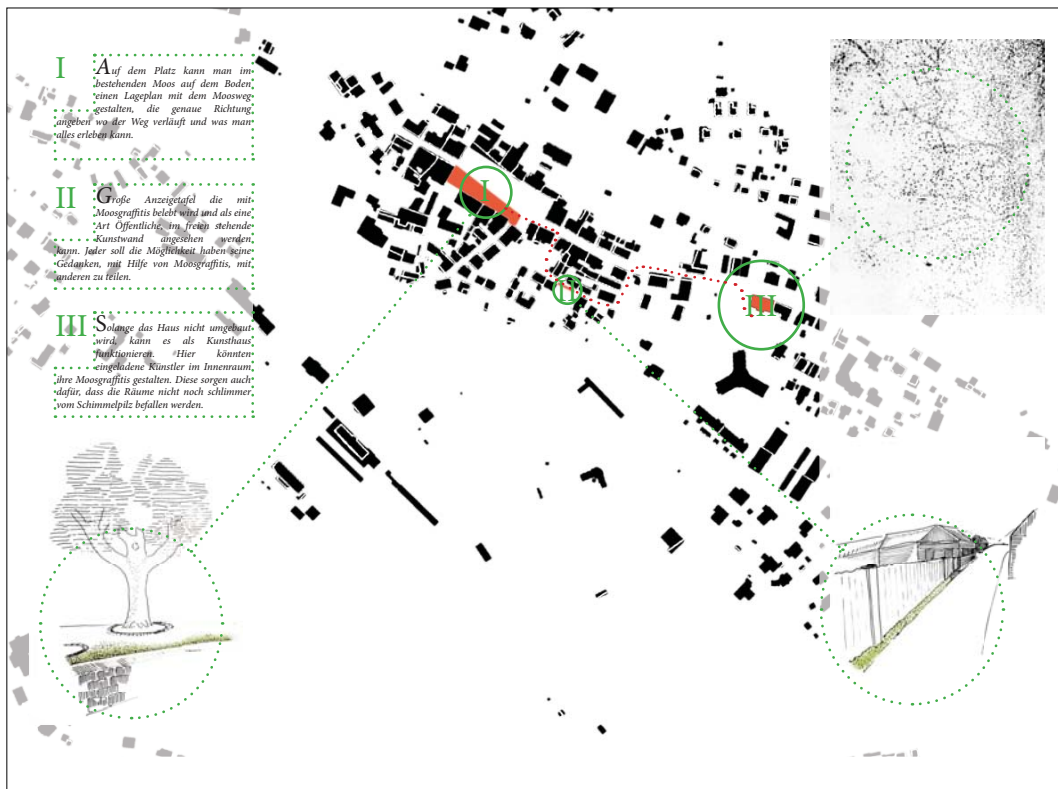 I
Auf dem Platz kann man im
bestehenden Moos auf dem Boden
einen Lageplan mit dem Moosweg
gestalten, die genaue Richtung
angeben wo der Weg verläuft und was man
alles erleben kann.
II
Große Anzeigetafel die mit
Moosgraffitis belebt wird und als eine
Art Öffentliche, im freien stehende
Kunstwand angesehen werden
kann. Jeder soll die Möglichkeit haben seine
Gedanken, mit Hilfe von Moosgraffitis, mit
anderen zu teilen.
III
Solange das Haus nicht umgebaut
wird, kann es als Kunsthaus
funktionieren. Hier könnten
eingeladene Künstler im Innenraum
ihre Moosgraffitis gestalten. Diese sorgen auch
dafür, dass die Räume nicht noch schlimmer
vom Schimmelpilz befallen werden.
I
II
III